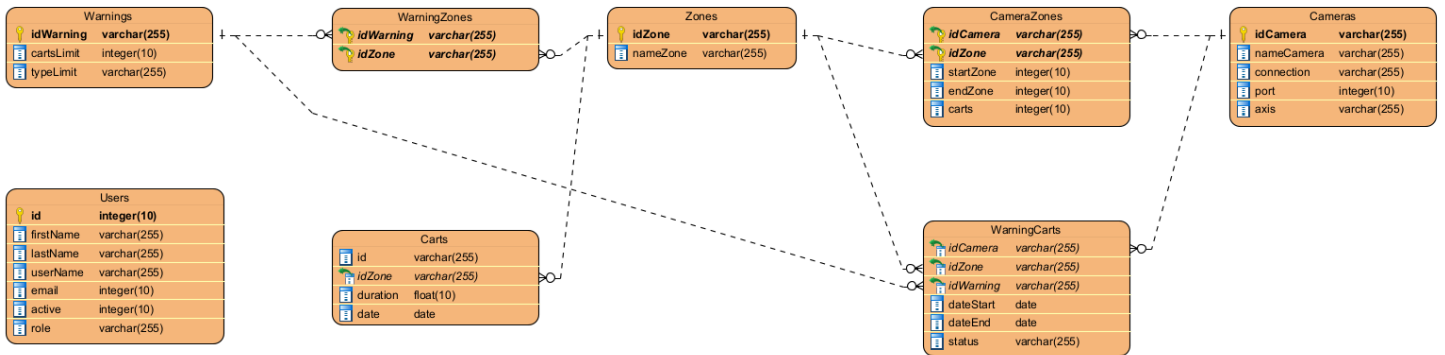 Warnings
idWarning varchar(255)
cartsLimit integer(10)
typeLimit varchar(255)
WarningZones
idWarning varchar(255)
idZone varchar(255)
Zones
idZone varchar(255)
nameZone varchar(255)
CameraZones
idCamera varchar(255)
idZone varchar(255)
startZone integer(10)
endZone integer(10)
carts integer(10)
Cameras
idCamera varchar(255)
nameCamera varchar(255)
connection varchar(255)
port integer(10)
axis varchar(255)
Users
id integer(10)
firstName varchar(255)
lastName varchar(255)
userName varchar(255)
email integer(10)
active integer(10)
role varchar(255)
Carts
id varchar(255)
idZone varchar(255)
duration float(10)
date date
WarningCarts
idCamera varchar(255)
idZone varchar(255)
idWarning varchar(255)
dateStart date
dateEnd date
status varchar(255)